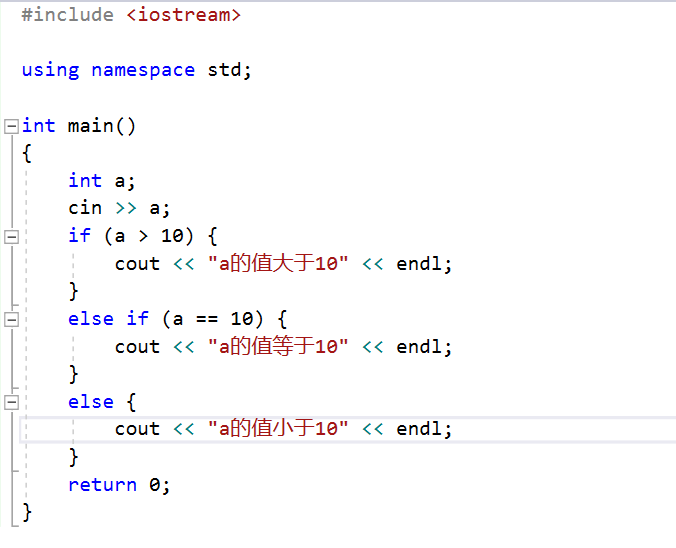 #include <iostream>
using namespace std;
int main()
{
int a;
cin >> a;
if (a > 10) {
cout << "a的值大于10" << endl;
}
else if (a == 10) {
cout << "a的值等于10" << endl;
}
else {
cout << "a的值小于10" << endl;
}
return 0;
}